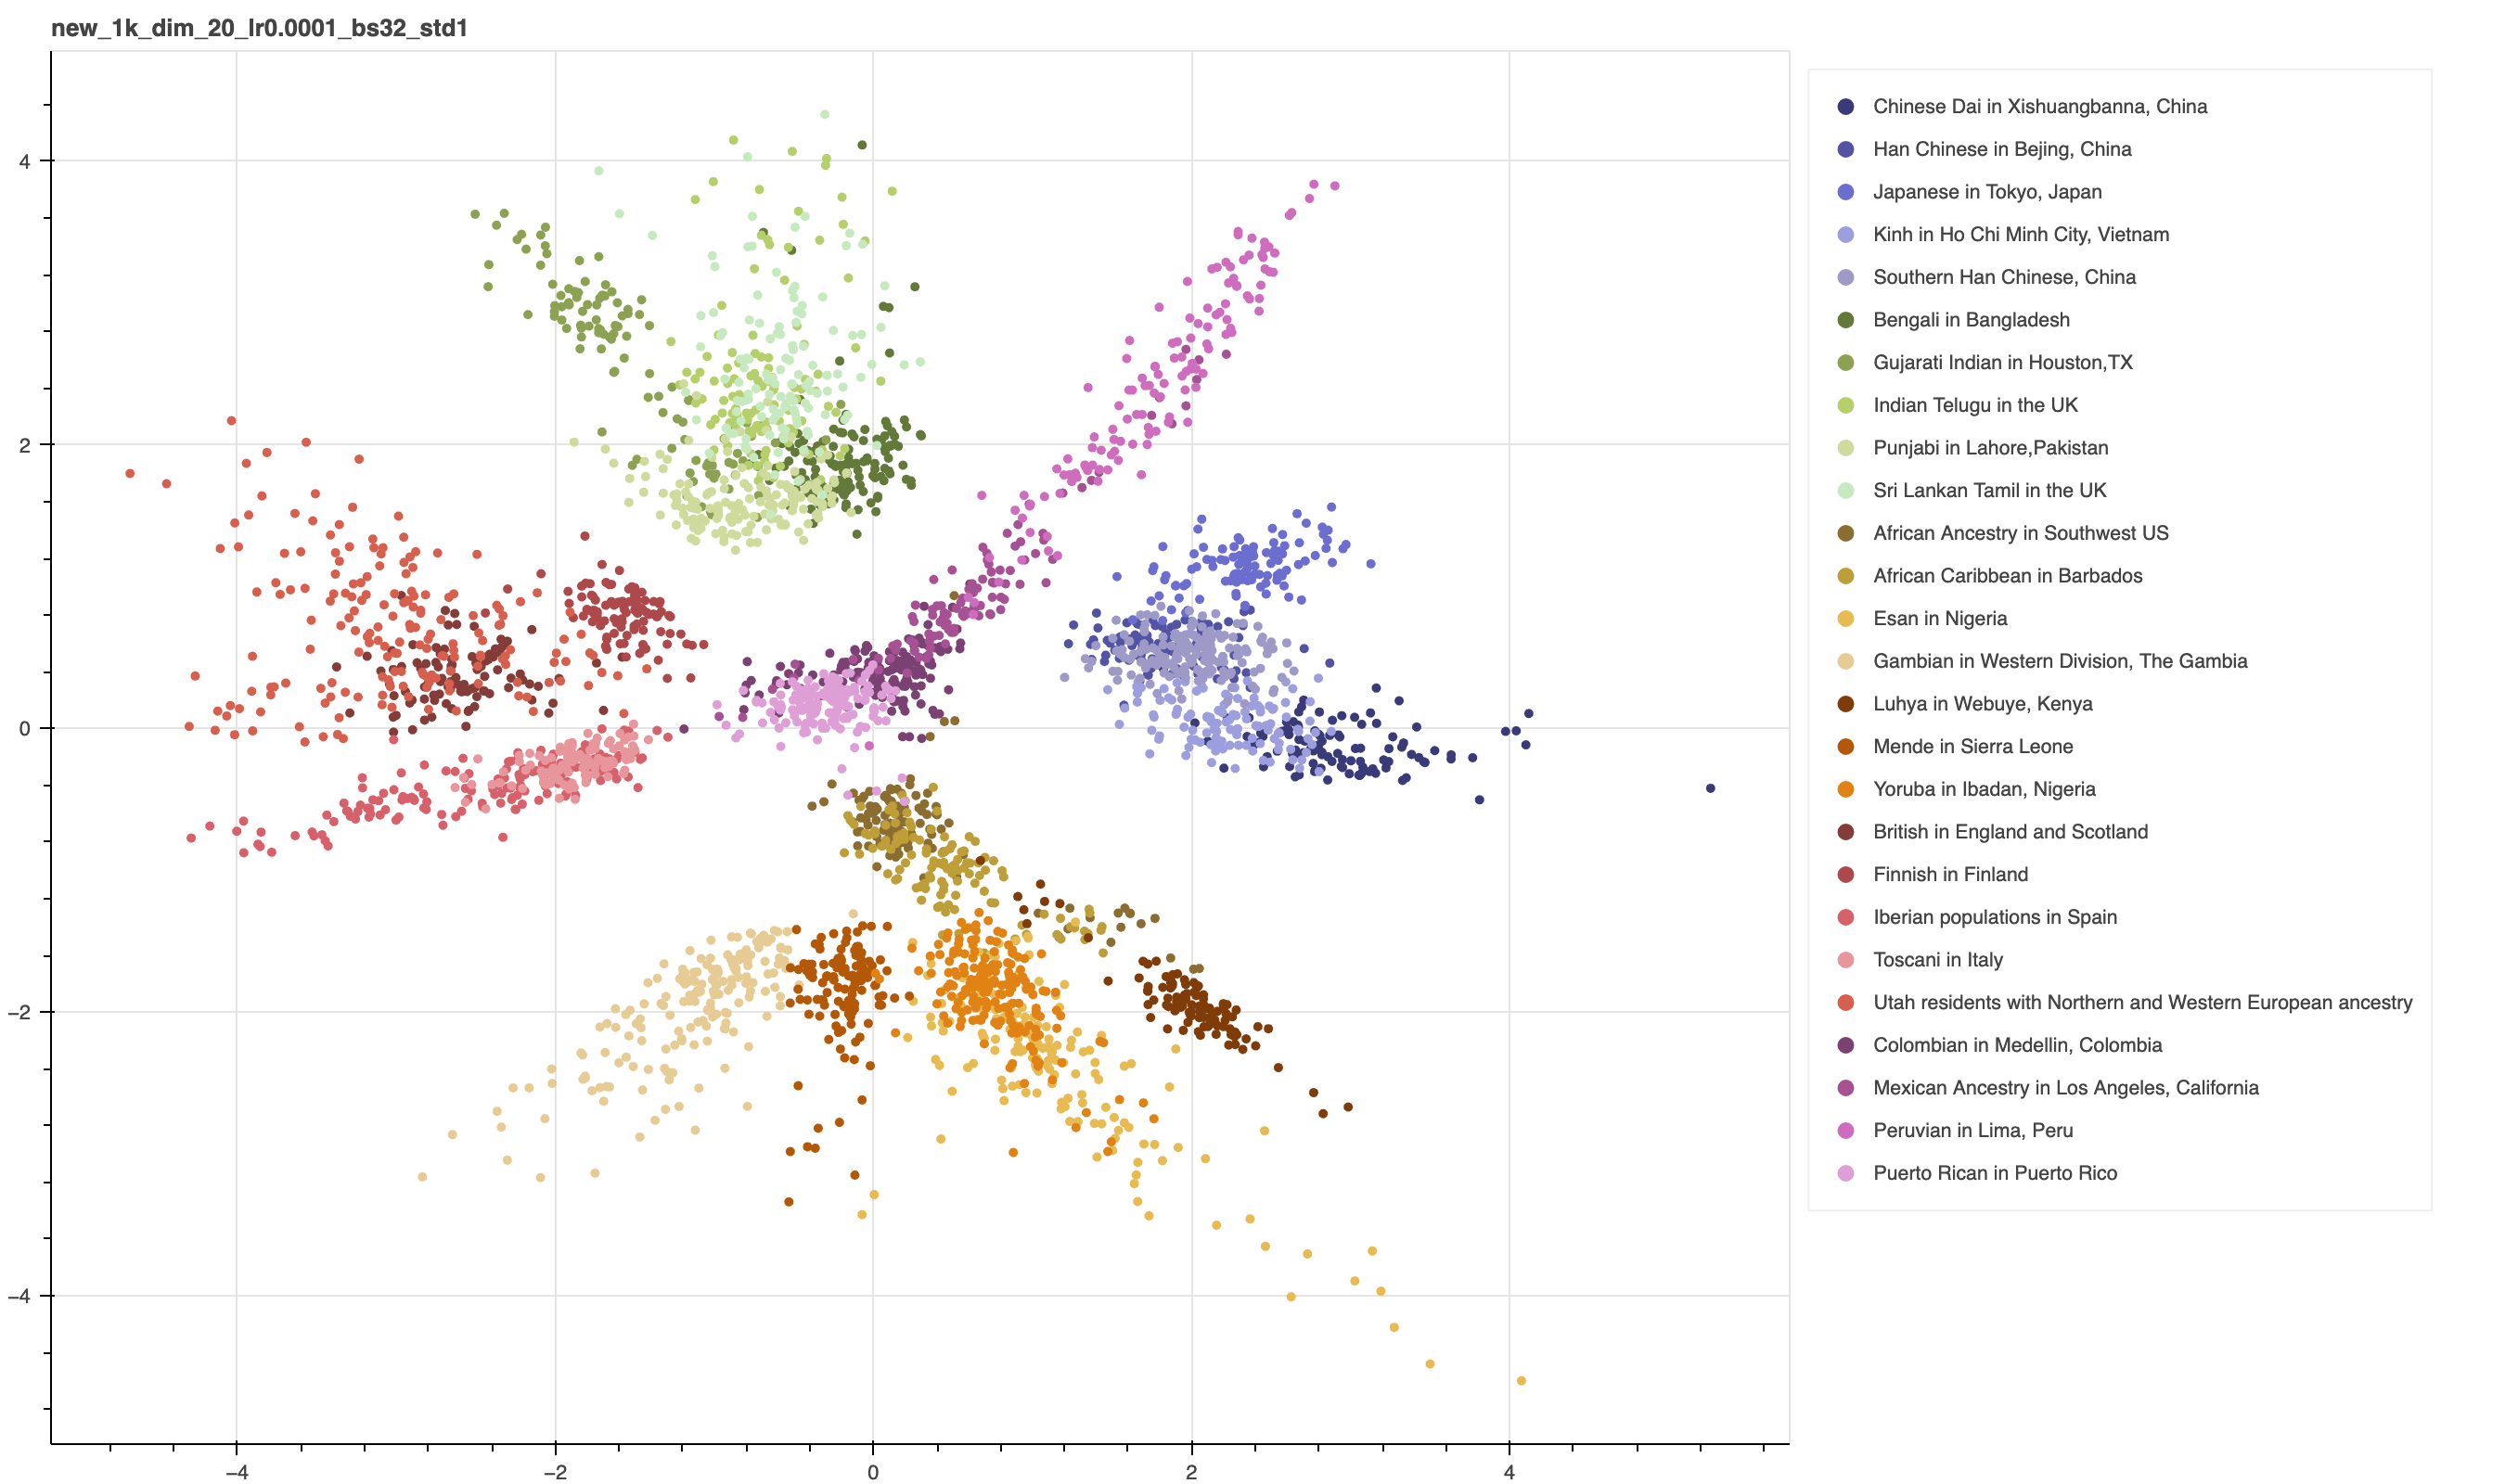 new_1k_dim_20_lr0.0001_bs32_std1
4
2
0
−2
−4
−4
−2
0
2
4
Chinese Dai in Xishuangbanna, China
Han Chinese in Bejing, China
Japanese in Tokyo, Japan
Kinh in Ho Chi Minh City, Vietnam
Southern Han Chinese, China
Bengali in Bangladesh
Gujarati Indian in Houston,TX
Indian Telugu in the UK
Punjabi in Lahore,Pakistan
Sri Lankan Tamil in the UK
African Ancestry in Southwest US
African Caribbean in Barbados
Esan in Nigeria
Gambian in Western Division, The Gambia
Luhya in Webuye, Kenya
Mende in Sierra Leone
Yoruba in Ibadan, Nigeria
British in England and Scotland
Finnish in Finland
Iberian populations in Spain
Toscani in Italy
Utah residents with Northern and Western European ancestry
Colombian in Medellin, Colombia
Mexican Ancestry in Los Angeles, California
Peruvian in Lima, Peru
Puerto Rican in Puerto Rico